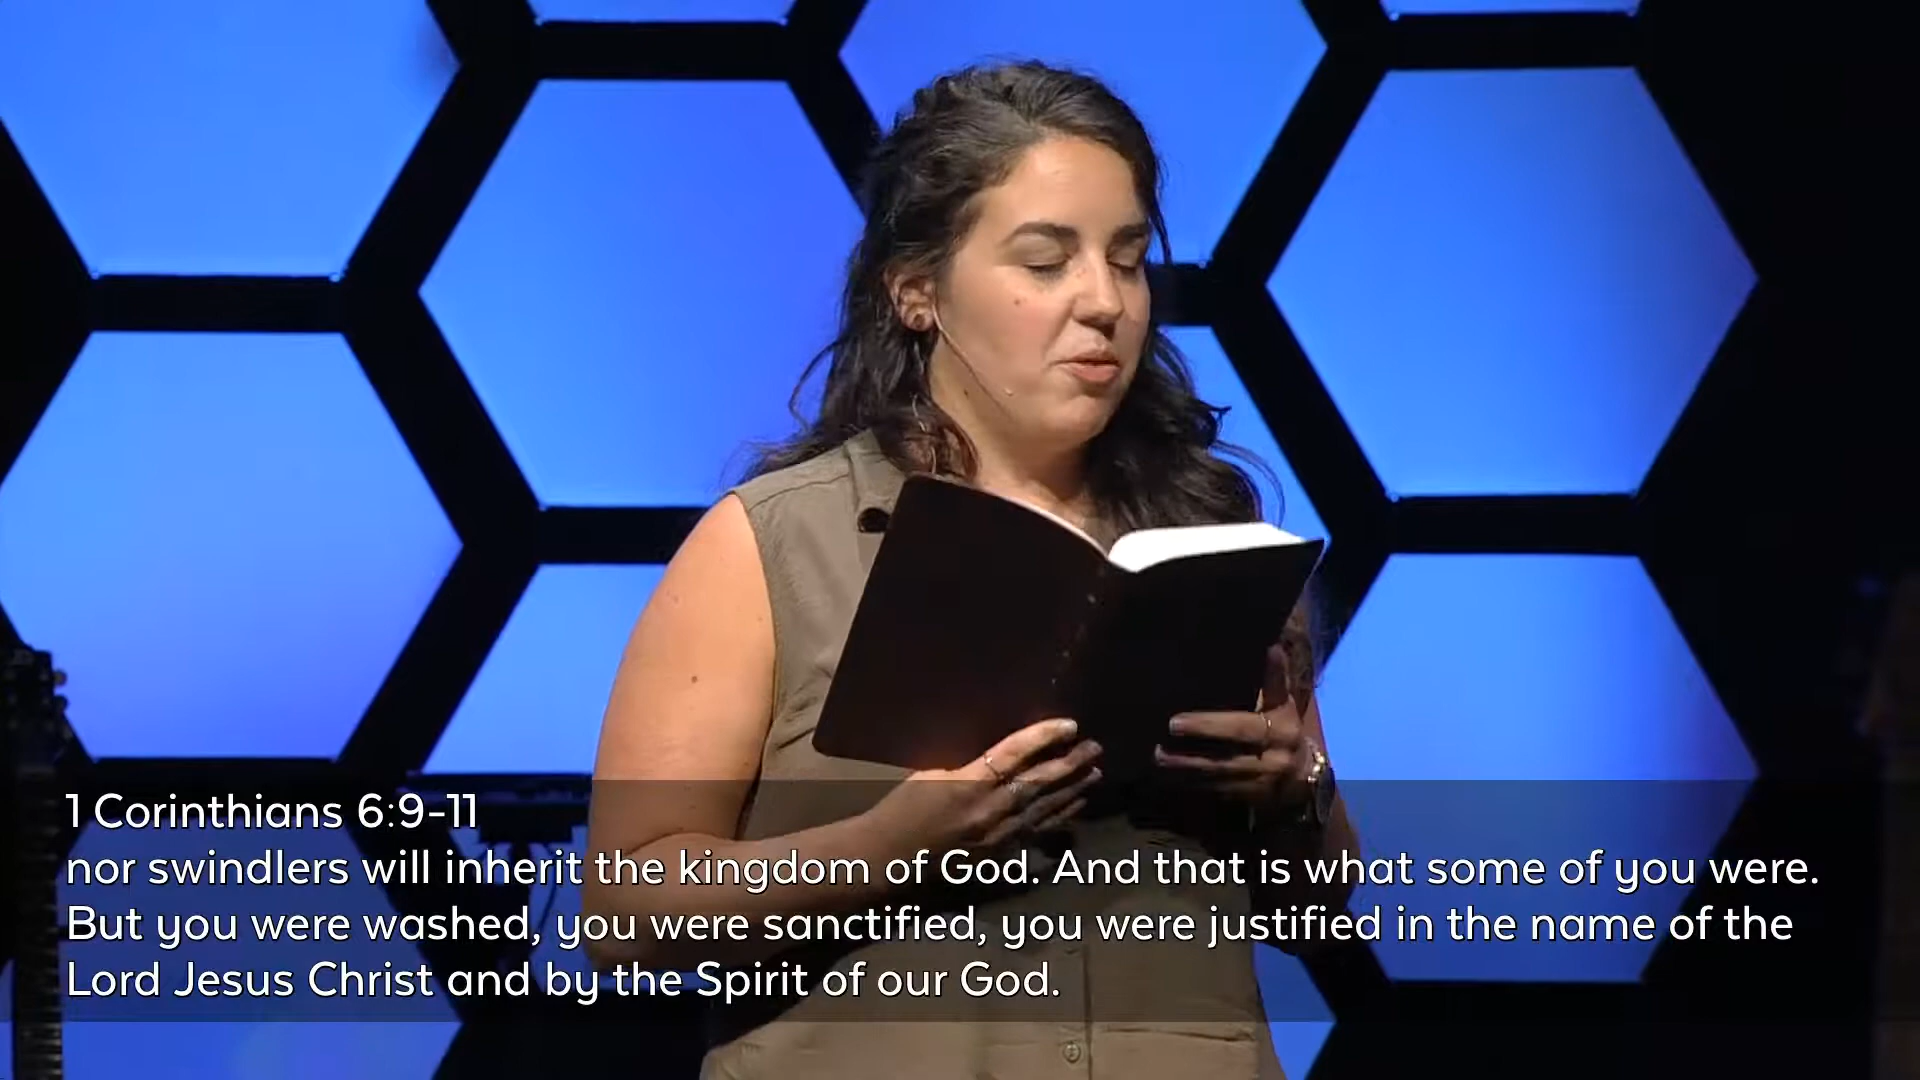 1 Corinthians 6:9-11
nor swindlers will inherit the kingdom of God. And that is what some of you were.
But you were washed, you were sanctified, you were justified in the name of the
Lord Jesus Christ and by the Spirit of our God.